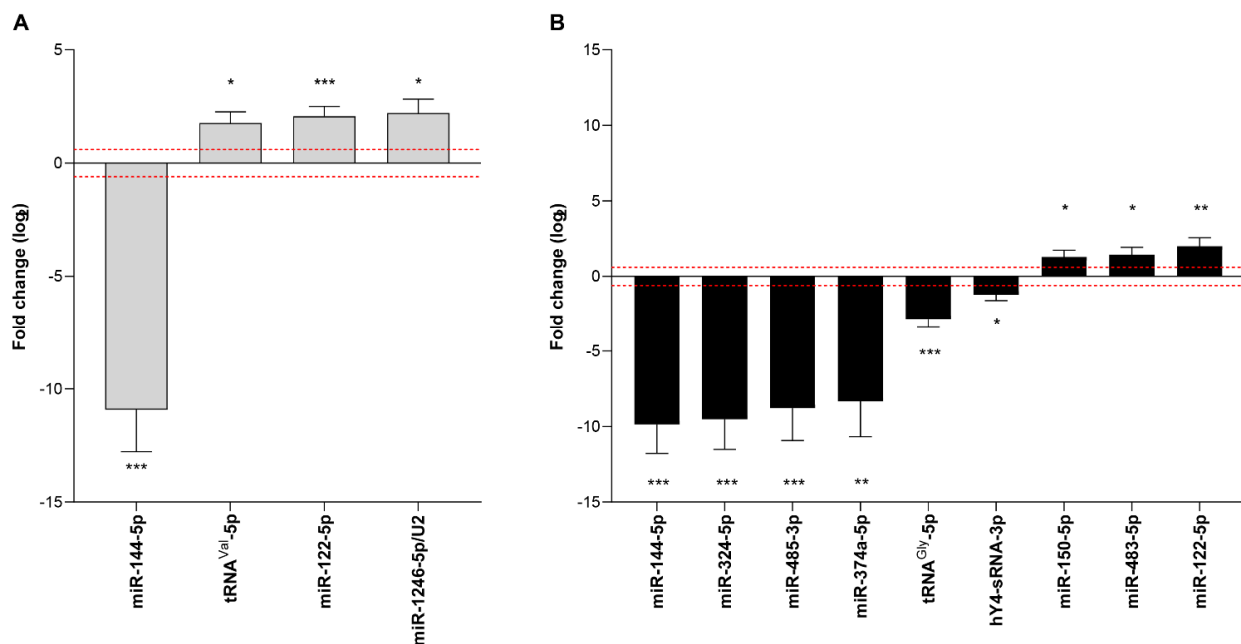 A
Fold change (log2)
5
0
-5
-10
-15
*
***
*
***
miR-144-5p
tRNAVal-5p
miR-122-5p
miR-1246-5p/U2
B
Fold change (log2)
15
10
5
0
-5
-10
-15
*
*
**
***
*
***
***
***
**
miR-144-5p
miR-324-5p
miR-485-3p
miR-374a-5p
tRNAGly-5p
hY4-sRNA-3p
miR-150-5p
miR-483-5p
miR-122-5p